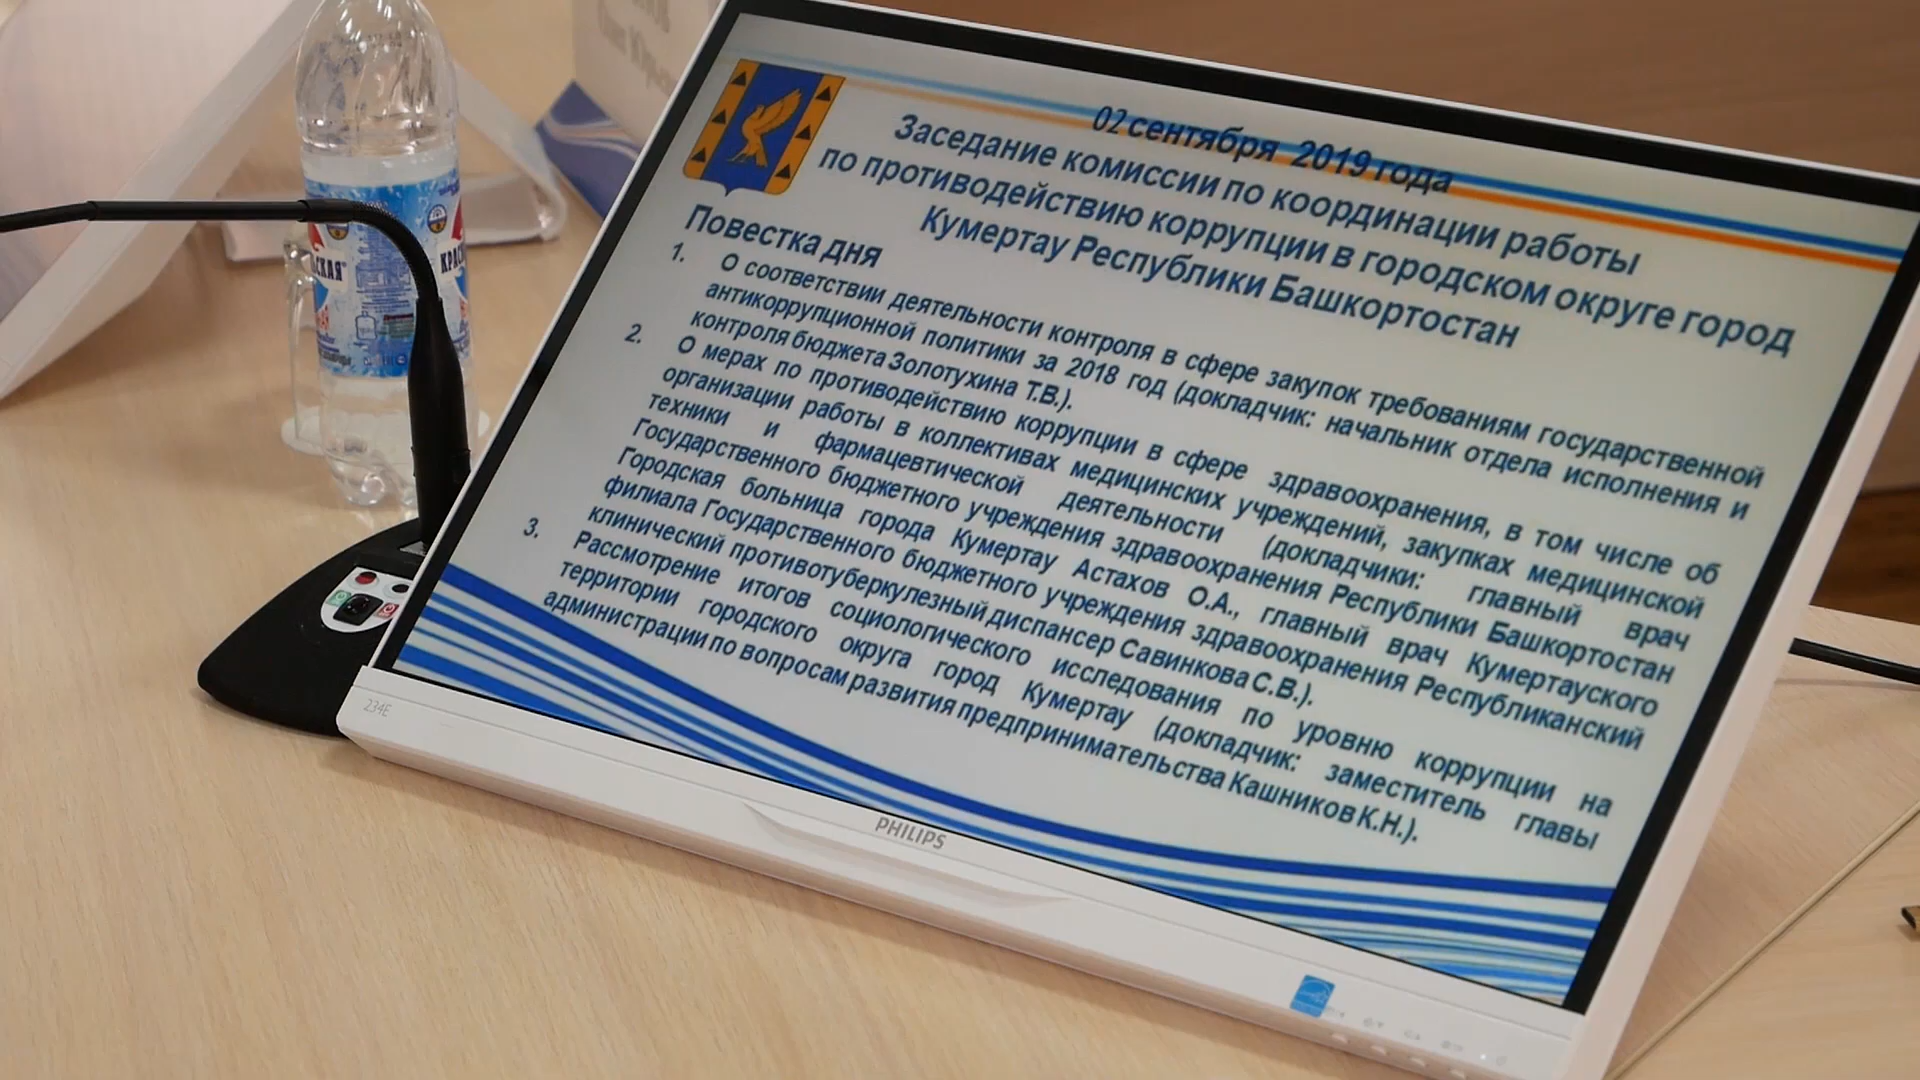 02 сентября 2019 года
Заседание комиссии по координации работы
по противодействию коррупции в городском округе город
Кумертау Республики Башкортостан
Повестка дня
1. О соответствии деятельности контроля в сфере закупок требованиям государственной
антикоррупционной политики за 2018 год (докладчик: начальник отдела исполнения и
контроля бюджета Золотухина Т.В.).
2. О мерах по противодействию коррупции в сфере здравоохранения, в том числе об
организации работы в коллективах медицинских учреждений, закупках медицинской
техники и фармацевтической деятельности (докладчики: главный врач
Государственного бюджетного учреждения здравоохранения Республики Башкортостан
Городская больница города Кумертау Астахов О.А., главный врач Кумертауского
филиала Государственного бюджетного учреждения здравоохранения Республиканский
клинический противотуберкулезный диспансер Савинкова С.В.).
3. Рассмотрение итогов социологического исследования по уровню коррупции на
территории городского округа город Кумертау (докладчик: заместитель главы
администрации по вопросам развития предпринимательства Кашников К.Н.).
234E
PHILIPS